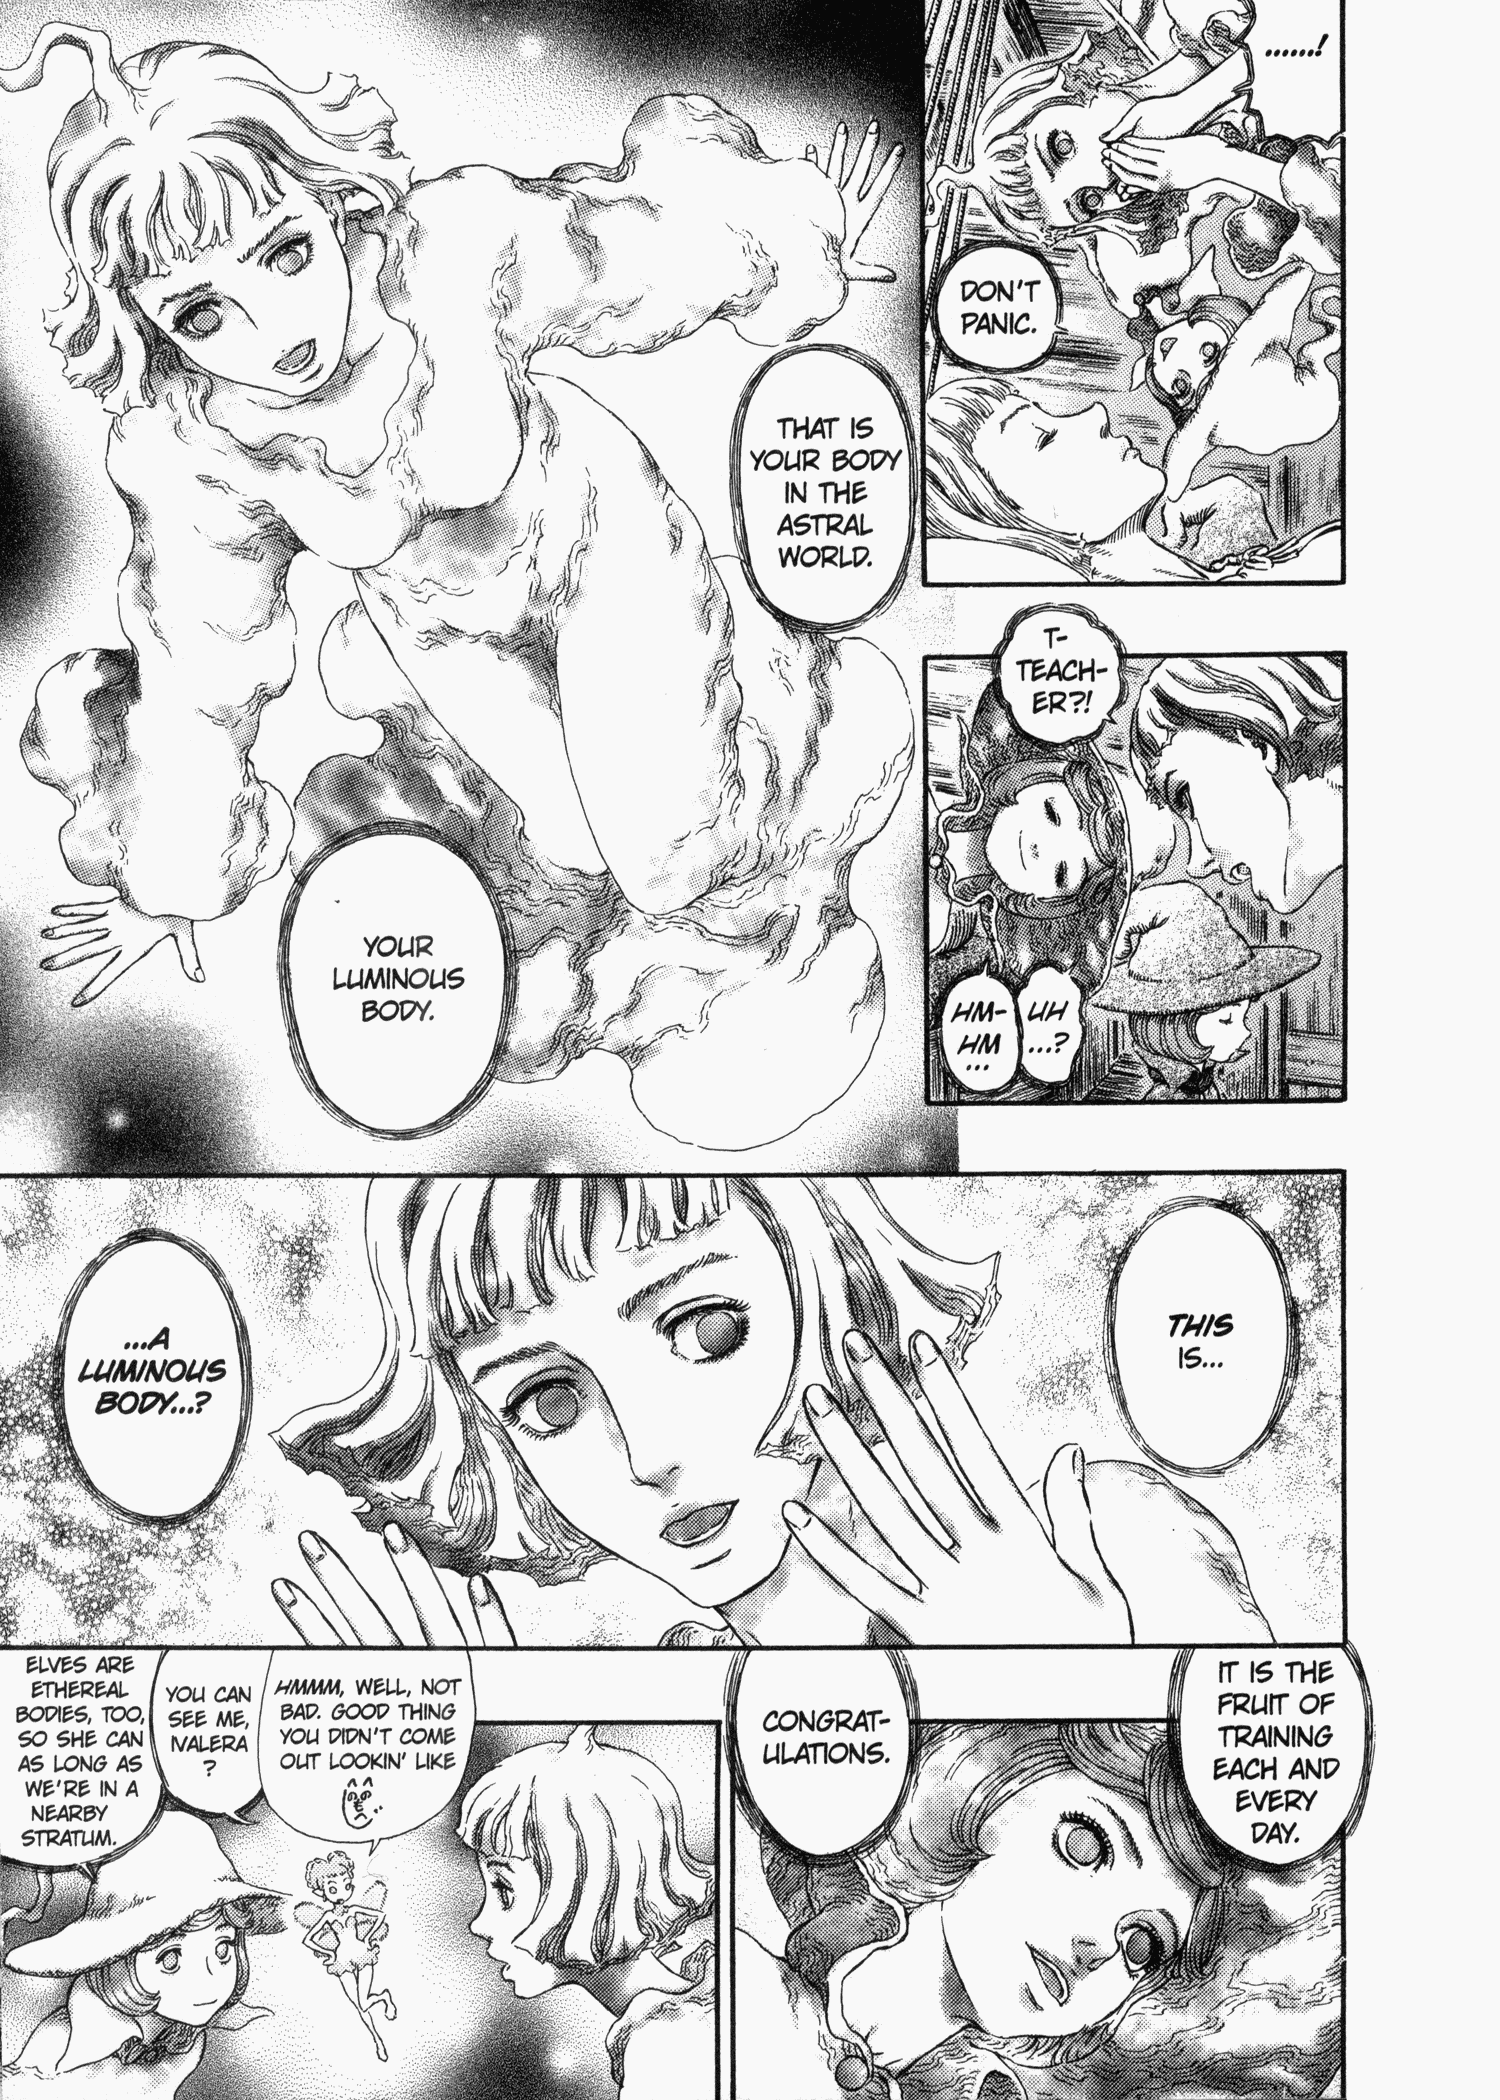 .......!
DON'T
PANIC.
T-
TEACH-
ER?!
UH
...?
HM-
HM
...
THAT IS
YOUR BODY
IN THE
ASTRAL
WORLD.
YOUR
LUMINOUS
BODY.
THIS
IS...
...A
LUMINOUS
BODY...?
IT IS THE
FRUIT OF
TRAINING
EACH AND
EVERY
DAY.
CONGRAT-
ULATIONS.
HMMM, WELL, NOT
BAD. GOOD THING
YOU DIDN'T COME
OUT LOOKIN' LIKE
YOU CAN
SEE ME,
IVALERA
?
ELVES ARE
ETHEREAL
BODIES, TOO,
SO SHE CAN
AS LONG AS
WE'RE IN A
NEARBY
STRATUM.